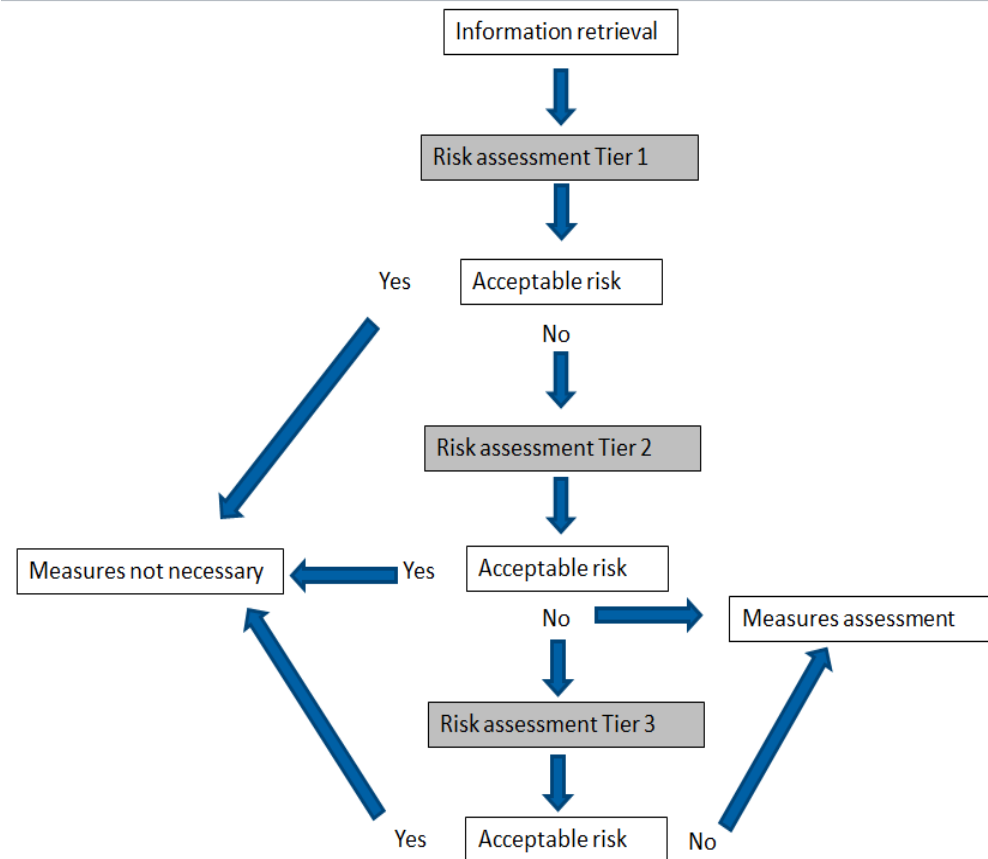 Information retrieval
Risk assessment Tier 1
Yes
Acceptable risk
No
Risk assessment Tier 2
Measures not necessary
Yes
Acceptable risk
No
Measures assessment
Risk assessment Tier 3
Yes
Acceptable risk
No